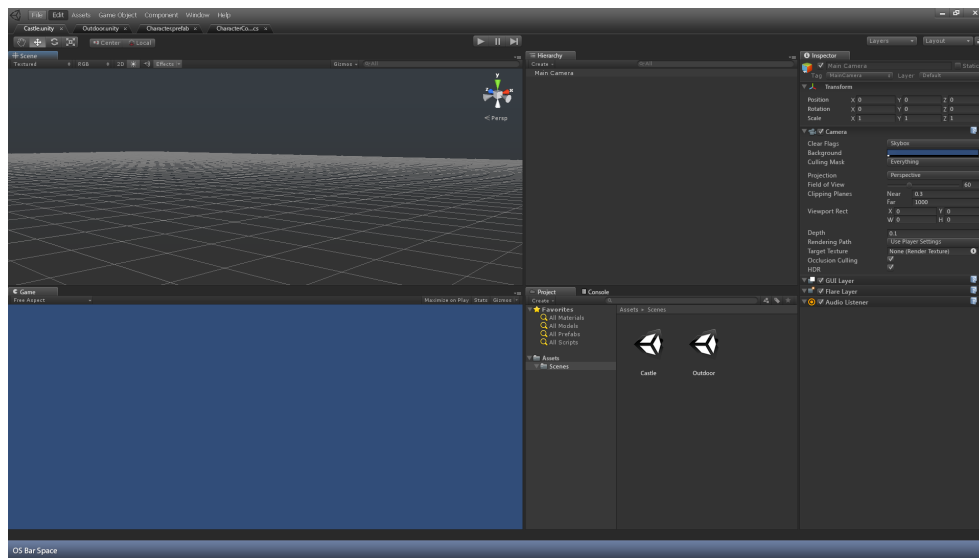 File Edit Assets Game Object Component Window Help
Castle.unity × Outdoor.unity × Character.prefab × CharacterCo...cs ×
Center Local
Layers Layout
Scene
Textured RGB 2D Effects Gizmos All
y
z x
Persp
Hierarchy
Create All
Main Camera
Inspector
Main Camera Static
Tag MainCamera Layer Default
Transform
Position X 0 Y 0 Z 0
Rotation X 0 Y 0 Z 0
Scale X 1 Y 1 Z 1
Camera
Clear Flags Skybox
Background
Culling Mask Everything
Projection Perspective
Field of View 60
Clipping Planes Near 0.3
Far 1000
Viewport Rect X 0 Y 0
W 0 H 0
Depth 0.1
Rendering Path Use Player Settings
Target Texture None (Render Texture)
Occlusion Culling
HDR
GUI Layer
Flare Layer
Audio Listener
Game
Free Aspect Maximize on Play Stats Gizmos
Project Console
Create
Favorites
All Materials
All Models
All Prefabs
All Scripts
Assets
Scenes
Assets Scenes
Castle Outdoor
OS Bar Space